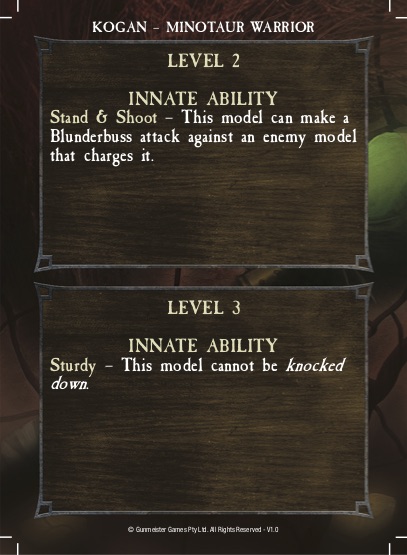 KOGAN – MINOTAUR WARRIOR
LEVEL 2
INNATE ABILITY
Stand & Shoot – This model can make a
Blunderbuss attack against an enemy model
that charges it.
LEVEL 3
INNATE ABILITY
Sturdy – This model cannot be knocked
down.
© Gunmeister Games Pty Ltd. All Rights Reserved - V1.0